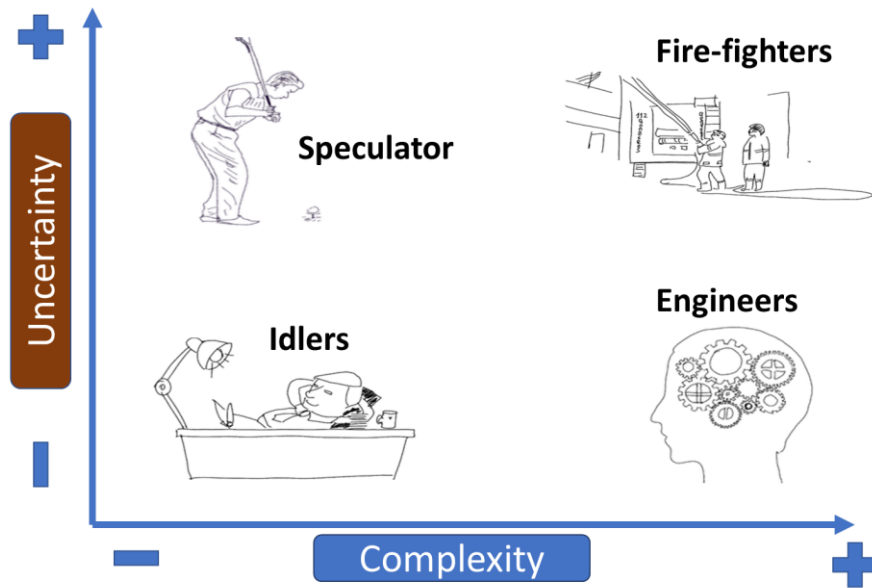 Fire-fighters
Speculator
Uncertainty
Engineers
Idlers
Complexity